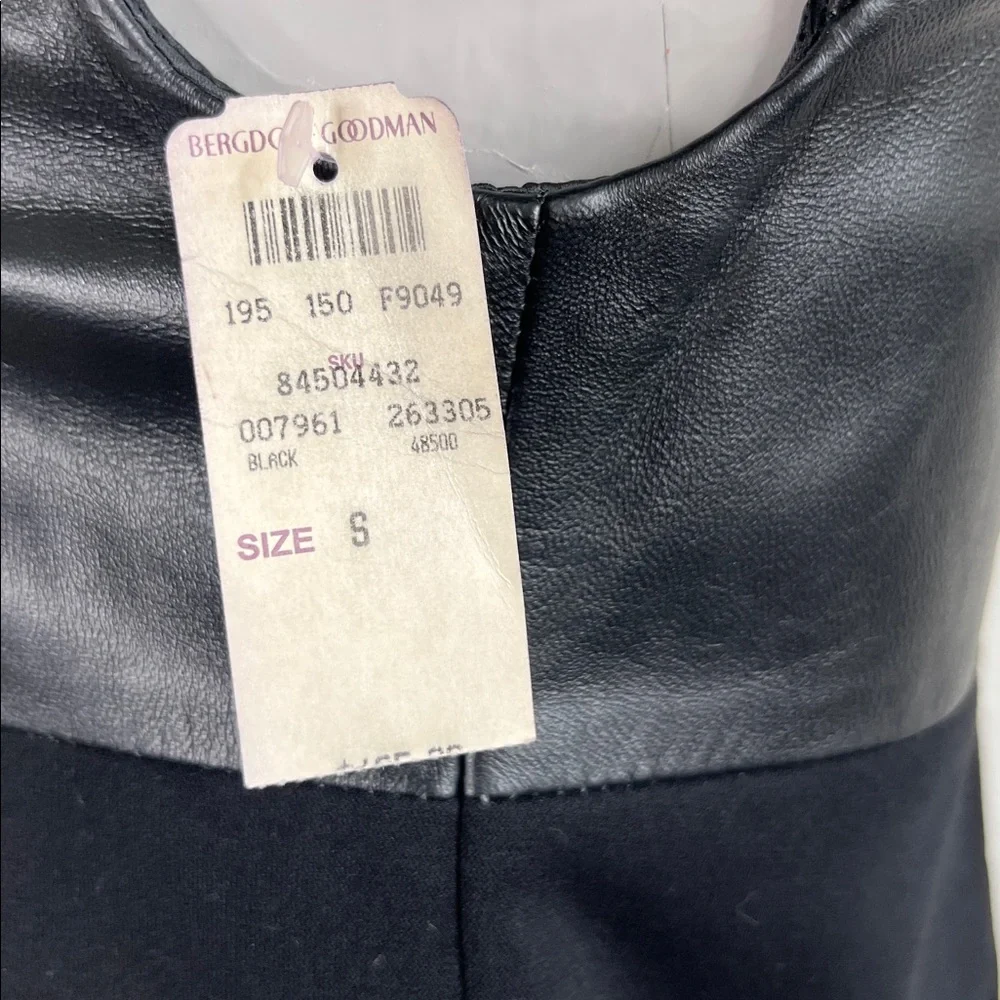 BERGDO GOODMAN
195 150 F9049
SKU
84504432
007961 263305
BLACK 48500
SIZE S